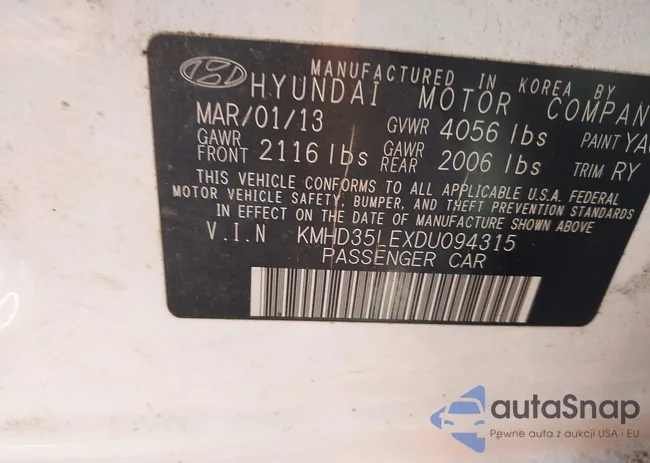 MANUFACTURED IN KOREA BY
HYUNDAI MOTOR COMPAN
MAR/01/13 GVWR 4056 lbs PAINT YA
GAWR FRONT 2116 lbs GAWR REAR 2006 lbs TRIM RY
THIS VEHICLE CONFORMS TO ALL APPLICABLE U.S.A. FEDERAL
MOTOR VEHICLE SAFETY, BUMPER, AND THEFT PREVENTION STANDARDS
IN EFFECT ON THE DATE OF MANUFACTURE SHOWN ABOVE
V.I.N KMHD35LEXDU094315
PASSENGER CAR
autaSnap
Pewne auta z aukcji USA i EU